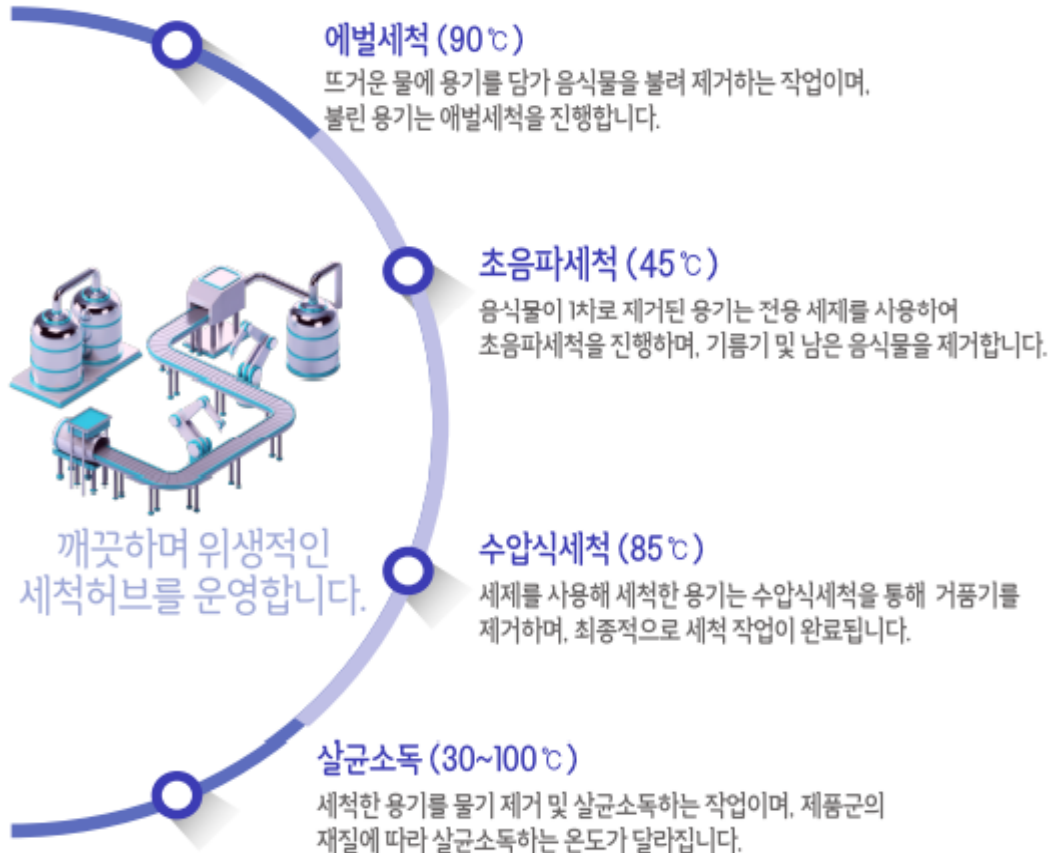 에벌세척 (90℃)
뜨거운 물에 용기를 담가 음식물을 불려 제거하는 작업이며,
불린 용기는 애벌세척을 진행합니다.
초음파세척 (45℃)
음식물이 1차로 제거된 용기는 전용 세제를 사용하여
초음파세척을 진행하며, 기름기 및 남은 음식물을 제거합니다.
깨끗하며 위생적인
세척허브를 운영합니다.
수압식세척 (85℃)
세제를 사용해 세척한 용기는 수압식세척을 통해 거품기를
제거하며, 최종적으로 세척 작업이 완료됩니다.
살균소독 (30~100℃)
세척한 용기를 물기 제거 및 살균소독하는 작업이며, 제품군의
재질에 따라 살균소독하는 온도가 달라집니다.